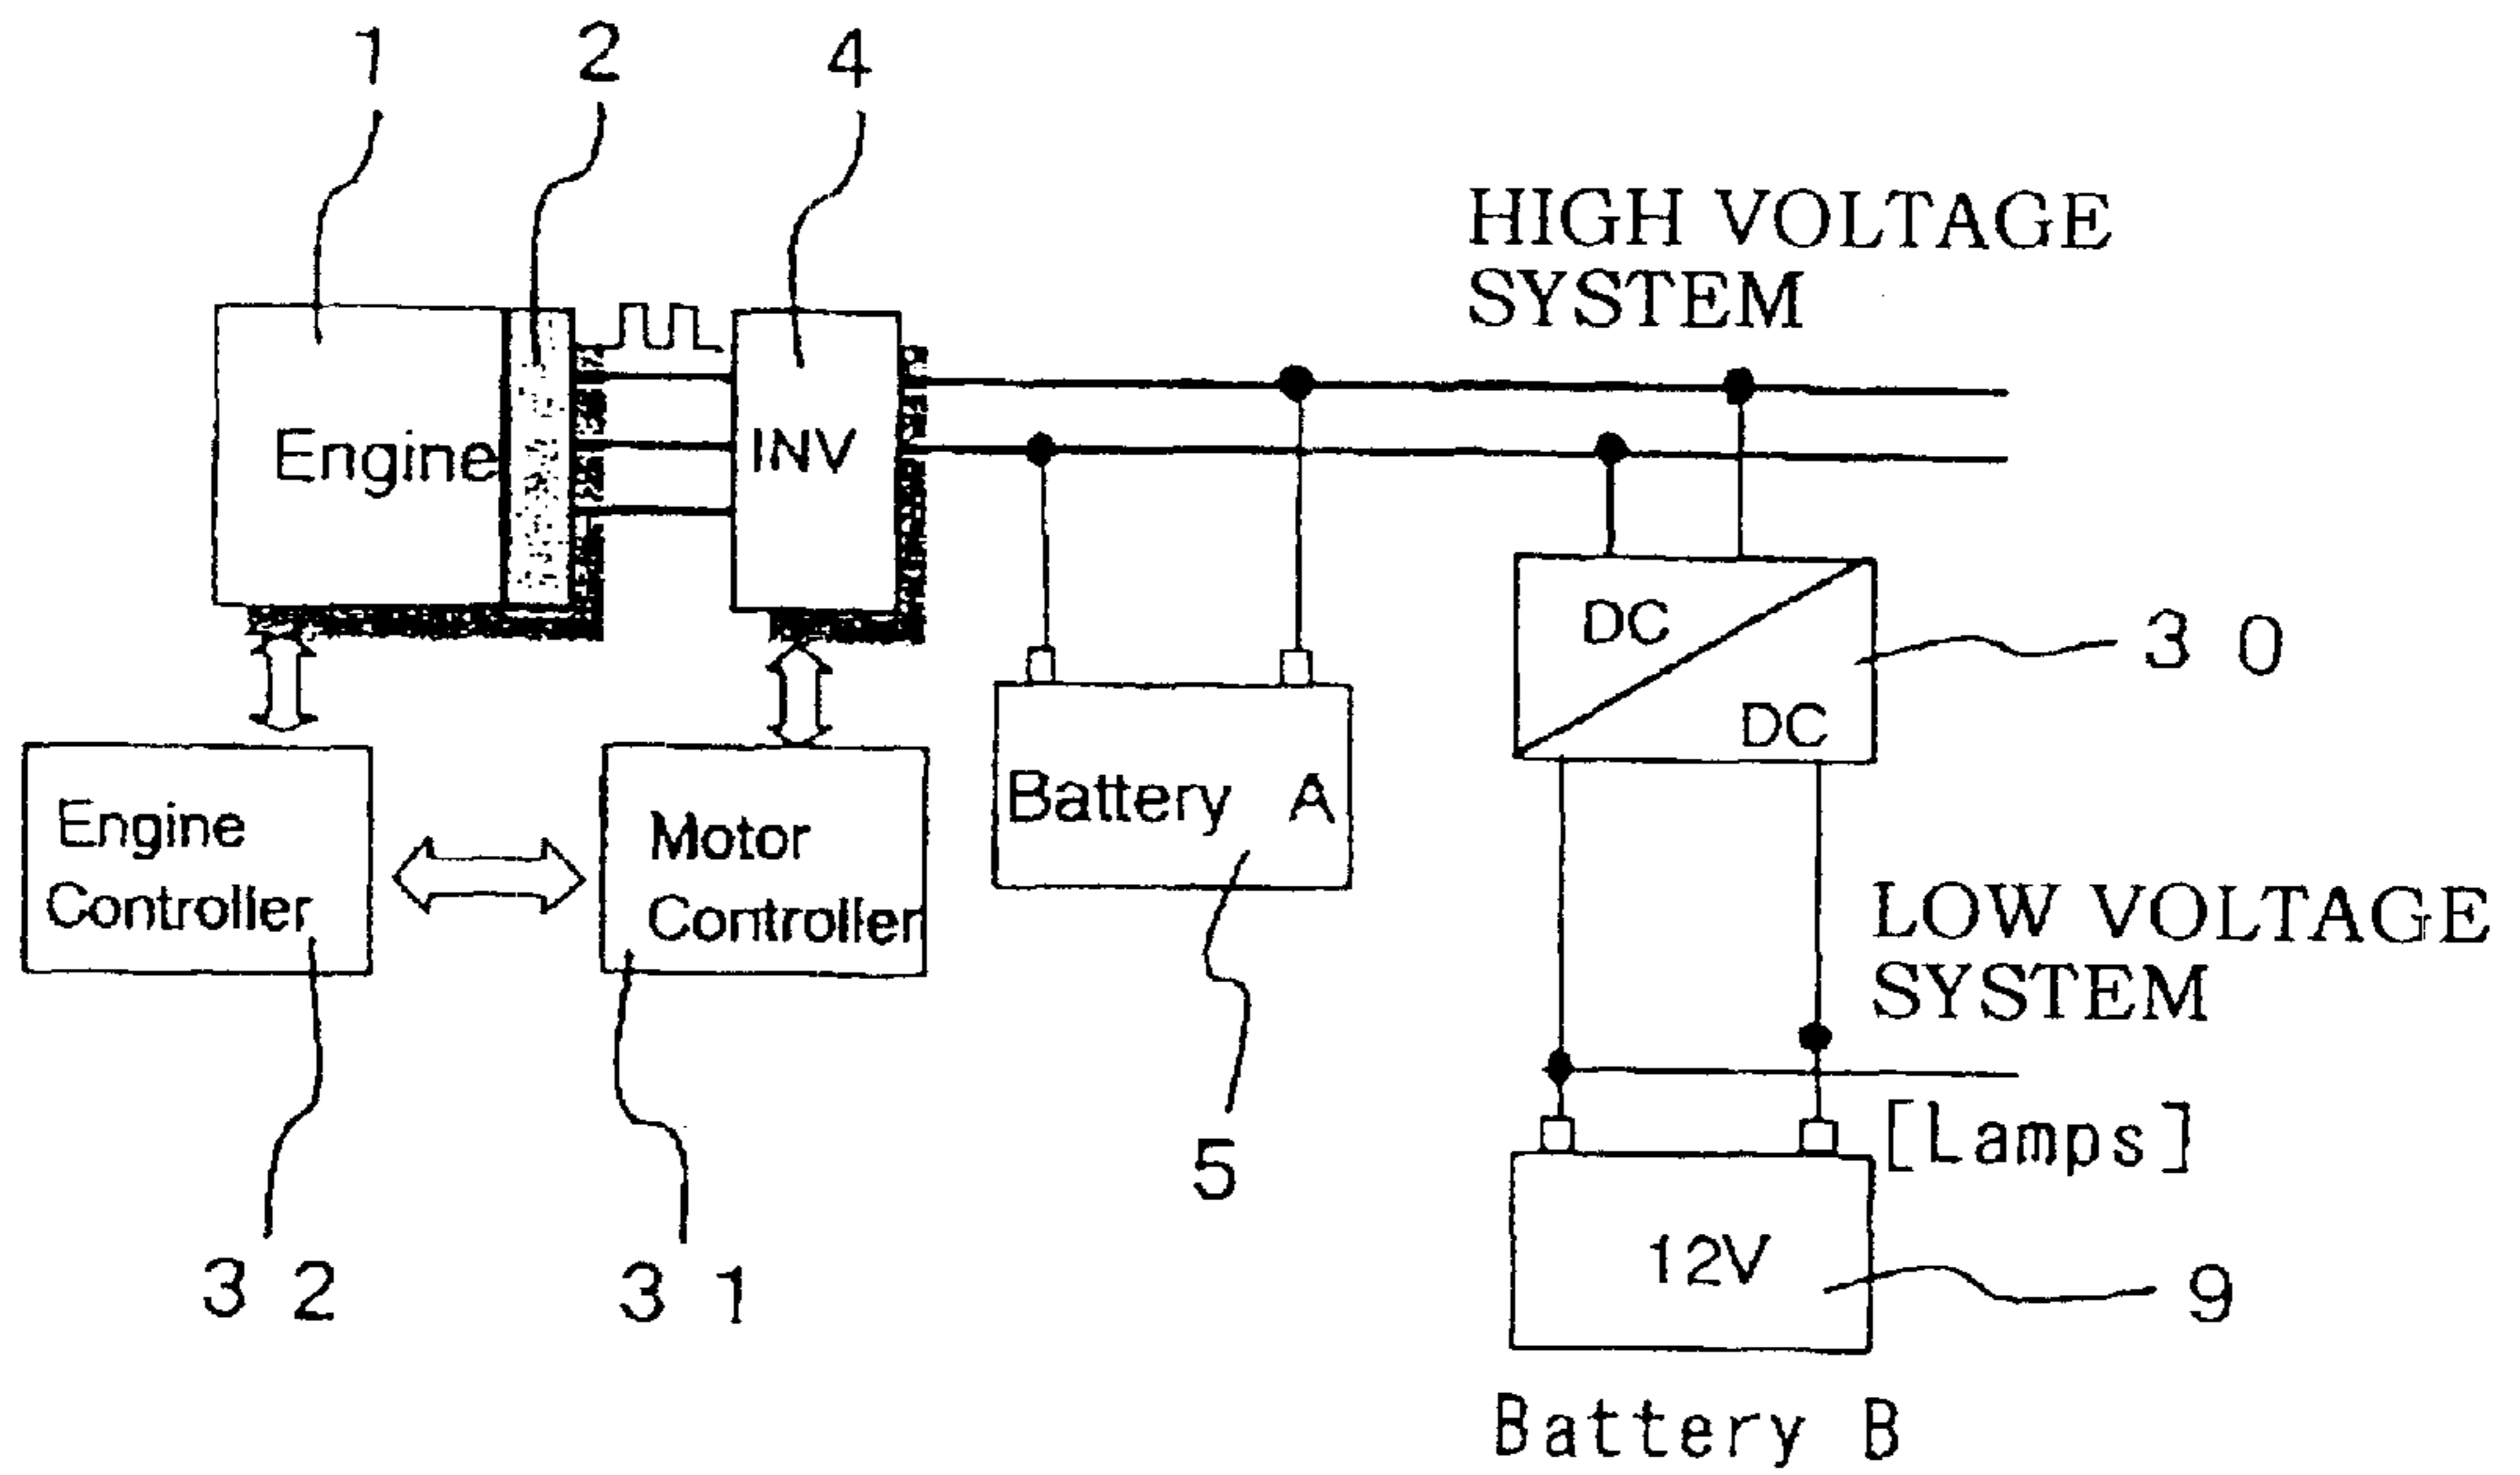 1
2
4
HIGH VOLTAGE
SYSTEM
Engine
INV
DC
DC
3 0
Engine
Controller
Motor
Controller
Battery A
LOW VOLTAGE
SYSTEM
[Lamps]
5
12V
3 2
3 1
9
Battery B